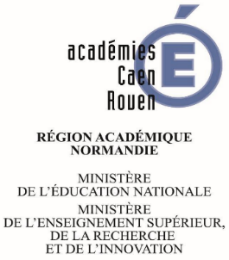 académies
Caen
Rouen
É
RÉGION ACADÉMIQUE
NORMANDIE
MINISTÈRE
DE L'ÉDUCATION NATIONALE
MINISTÈRE
DE L'ENSEIGNEMENT SUPÉRIEUR,
DE LA RECHERCHE
ET DE L'INNOVATION